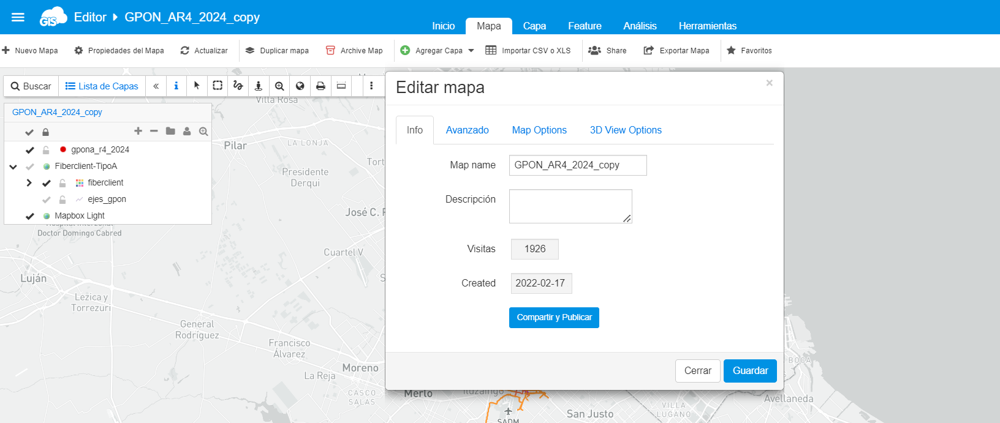 GIS Editor GPON_AR4_2024_copy
Inicio Mapa Capa Feature Análisis Herramientas
Nuevo Mapa Propiedades del Mapa Actualizar Duplicar mapa Archive Map Agregar Capa Importar CSV o XLS Share Exportar Mapa Favoritos
Buscar Lista de Capas « i
GPON_AR4_2024_copy
gpona_r4_2024
Fiberclient-TipoA
fiberclient
ejes_gpon
Mapbox Light
Editar mapa ×
Info Avanzado Map Options 3D View Options
Map name GPON_AR4_2024_copy
Descripción
Visitas 1926
Created 2022-02-17
Compartir y Publicar
Cerrar Guardar
Villa Rosa
Pilar
LA LONJA
Presidente
Derqui
José C.
Doctor Domingo Cabred
Cuartel V
Luján
Lezica y
Torrezuri
General
Rodríguez
Francisco
Álvarez
La Reja
Moreno
CASCO
SALAS
Merlo
Ituzaingó
SADM
San Justo
VILLA
LUGANO
BOCA
Avellaneda